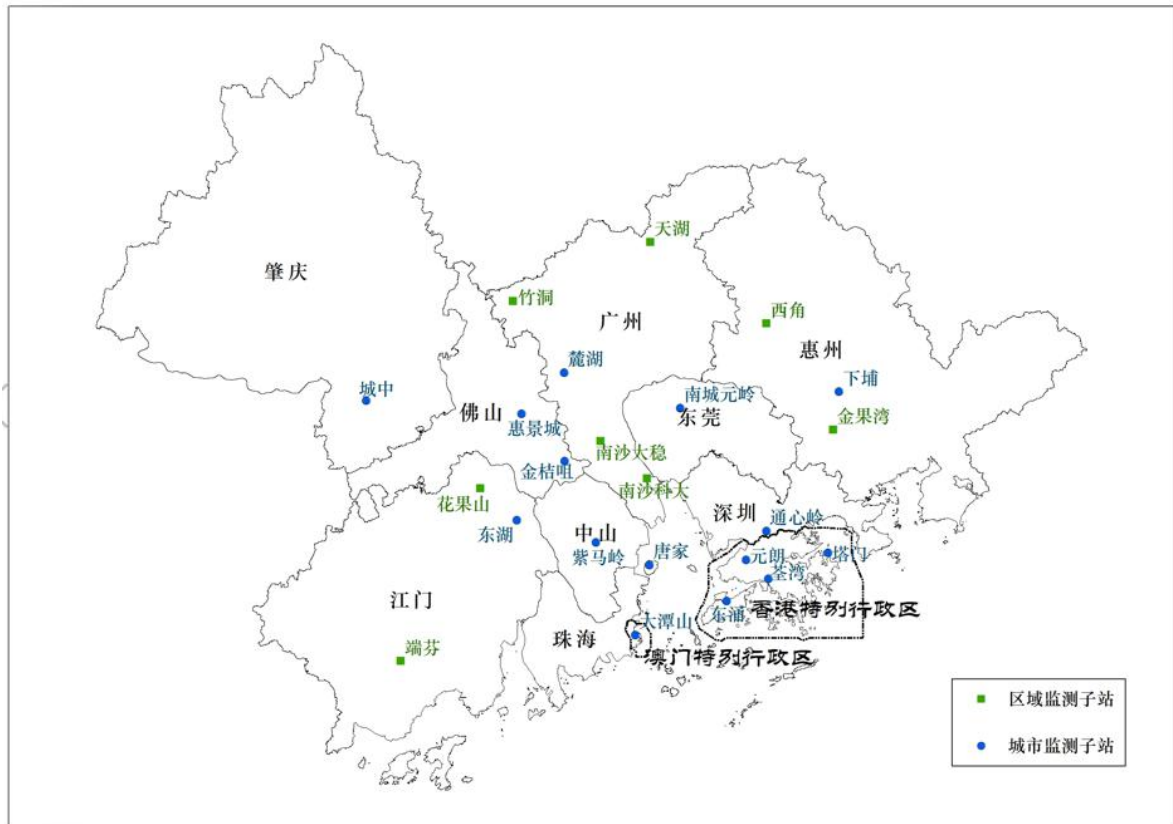 天湖
肇庆
竹洞
广州
西角
惠州
麓湖
城中
下埔
南城元岭
佛山
东莞
惠景城
金果湾
南沙大稳
金桔咀
南沙科大
花果山
深圳
通心岭
东湖
中山
紫马岭
唐家
元朗
塔门
荃湾
江门
东涌
香港特别行政区
大潭山
珠海
端芬
澳门特别行政区
区域监测子站
城市监测子站